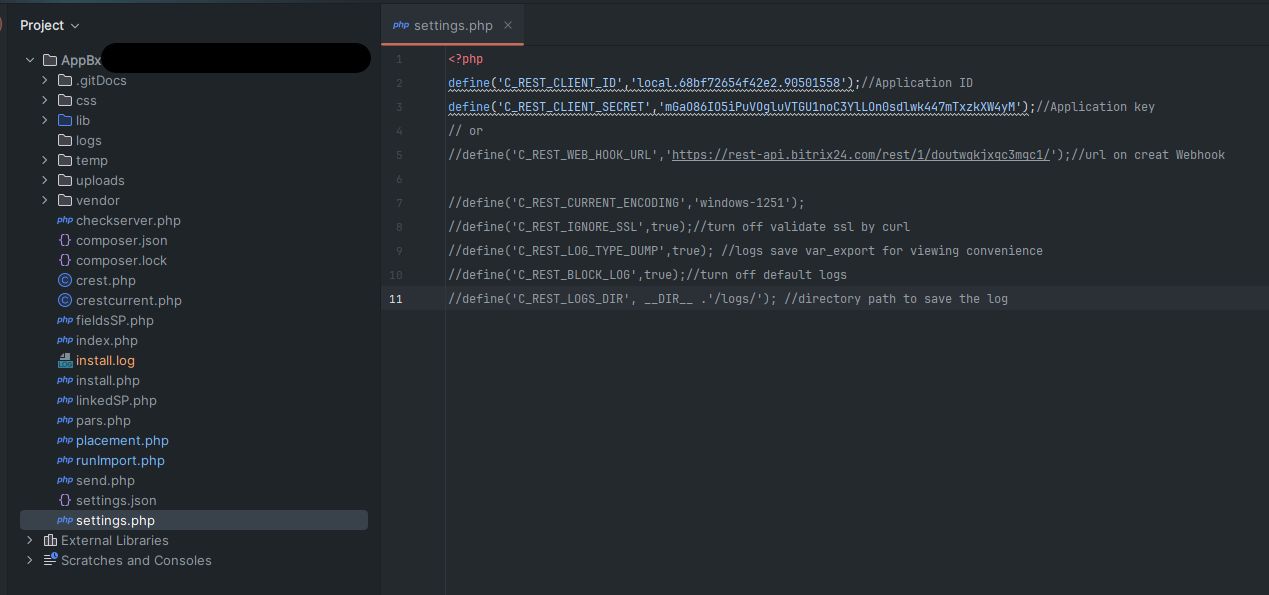 Project
AppBx
.gitDocs
css
lib
logs
temp
uploads
vendor
checkserver.php
composer.json
composer.lock
crest.php
crestcurrent.php
fieldsSP.php
index.php
install.log
install.php
linkedSP.php
pars.php
placement.php
runImport.php
send.php
settings.json
settings.php
External Libraries
Scratches and Consoles
php settings.php
1 <?php
2 define('C_REST_CLIENT_ID','local.68bf72654f42e2.90501558');//Application ID
3 define('C_REST_CLIENT_SECRET','mGaO86IO5iPuVOgluVTGU1noC3YlLOn0sdlwk447mTxzkXW4yM');//Application key
4 // or
5 //define('C_REST_WEB_HOOK_URL','https://rest-api.bitrix24.com/rest/1/doutwqkjxgc3mgc1/');//url on creat Webhook
6
7 //define('C_REST_CURRENT_ENCODING','windows-1251');
8 //define('C_REST_IGNORE_SSL',true);//turn off validate ssl by curl
9 //define('C_REST_LOG_TYPE_DUMP',true); //logs save var_export for viewing convenience
10 //define('C_REST_BLOCK_LOG',true);//turn off default logs
11 //define('C_REST_LOGS_DIR', __DIR__ .'/logs/'); //directory path to save the log